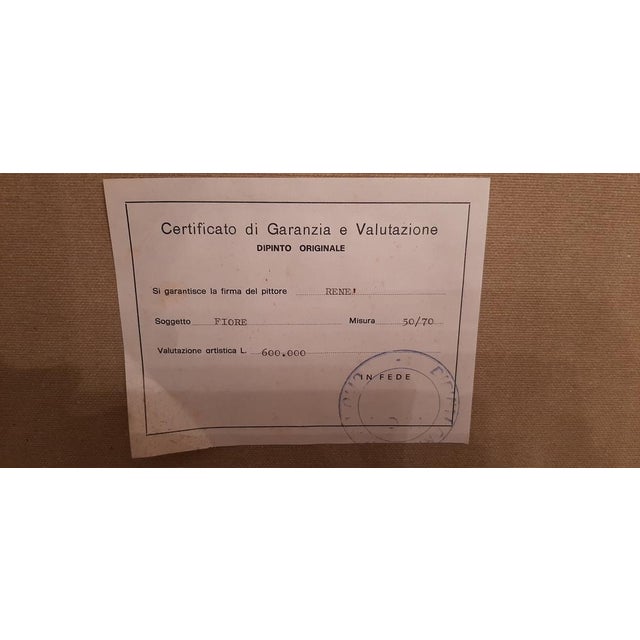 Certificato di Garanzia e Valutazione
DIPINTO ORIGINALE
Si garantisce la firma del pittore RENE'
Soggetto FIORE Misura 50/70
Valutazione artistica L. 600.000
IN FEDE